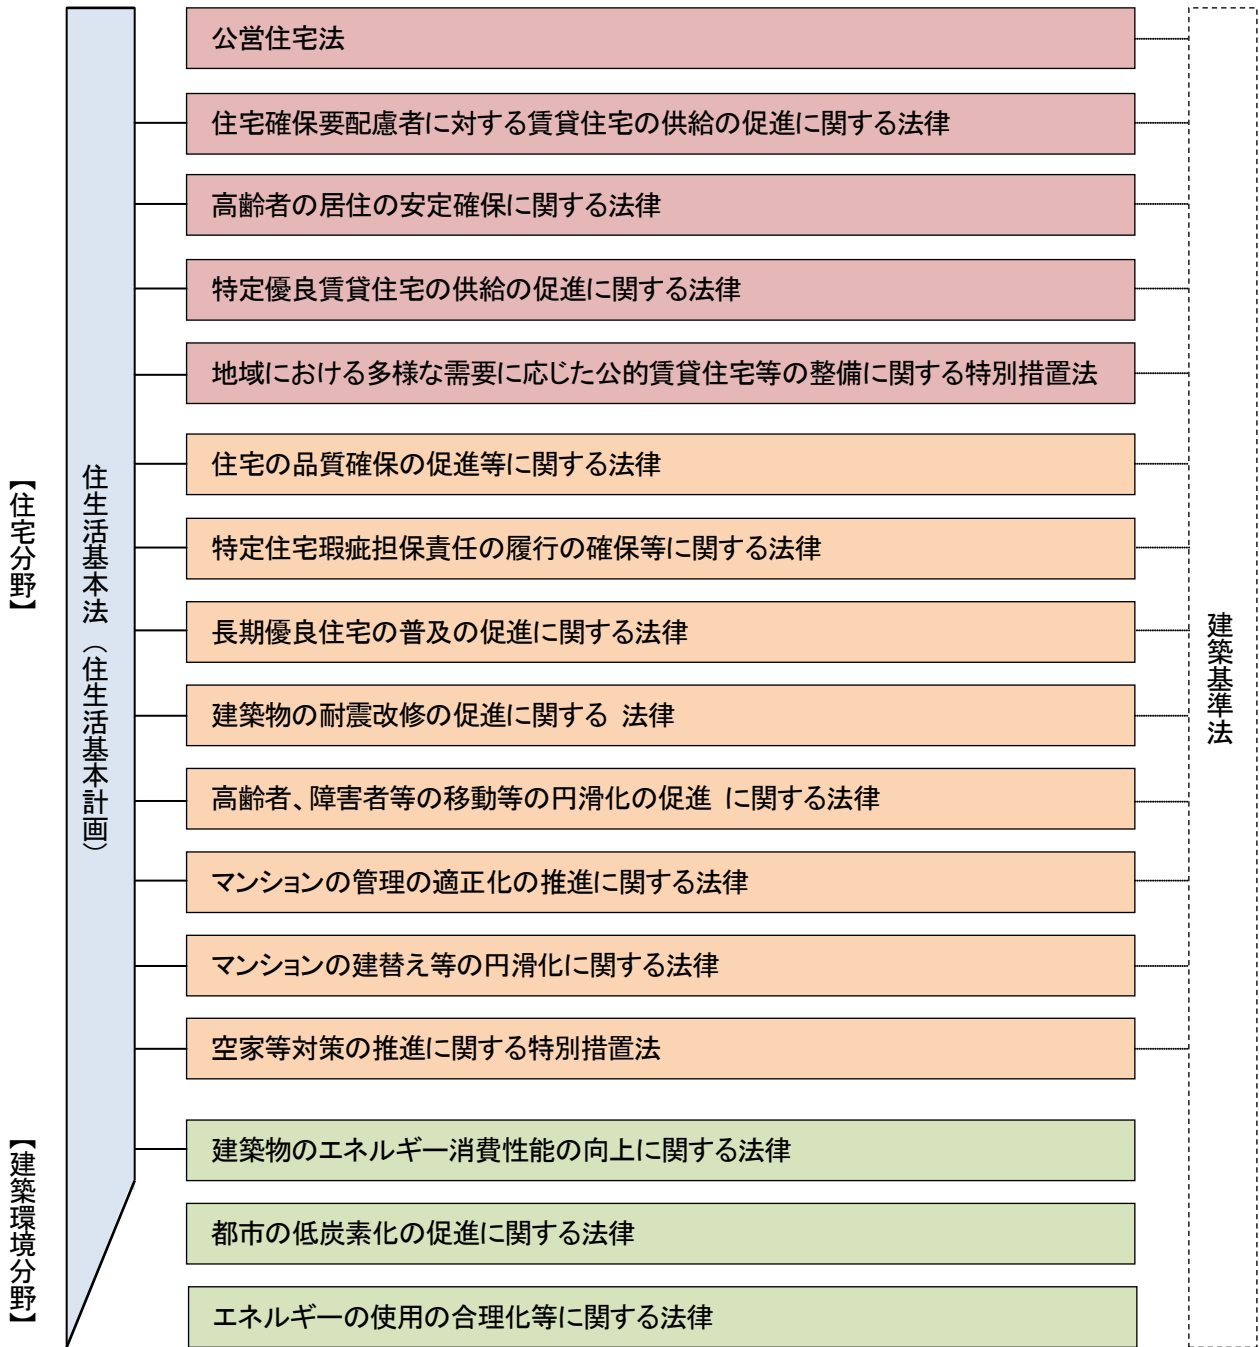 【住宅分野】
【建築環境分野】
住生活基本法（住生活基本計画）
公営住宅法
住宅確保要配慮者に対する賃貸住宅の供給の促進に関する法律
高齢者の居住の安定確保に関する法律
特定優良賃貸住宅の供給の促進に関する法律
地域における多様な需要に応じた公的賃貸住宅等の整備に関する特別措置法
住宅の品質確保の促進等に関する法律
特定住宅瑕疵担保責任の履行の確保等に関する法律
長期優良住宅の普及の促進に関する法律
建築物の耐震改修の促進に関する 法律
高齢者、障害者等の移動等の円滑化の促進 に関する法律
マンションの管理の適正化の推進に関する法律
マンションの建替え等の円滑化に関する法律
空家等対策の推進に関する特別措置法
建築物のエネルギー消費性能の向上に関する法律
都市の低炭素化の促進に関する法律
エネルギーの使用の合理化等に関する法律
建築基準法